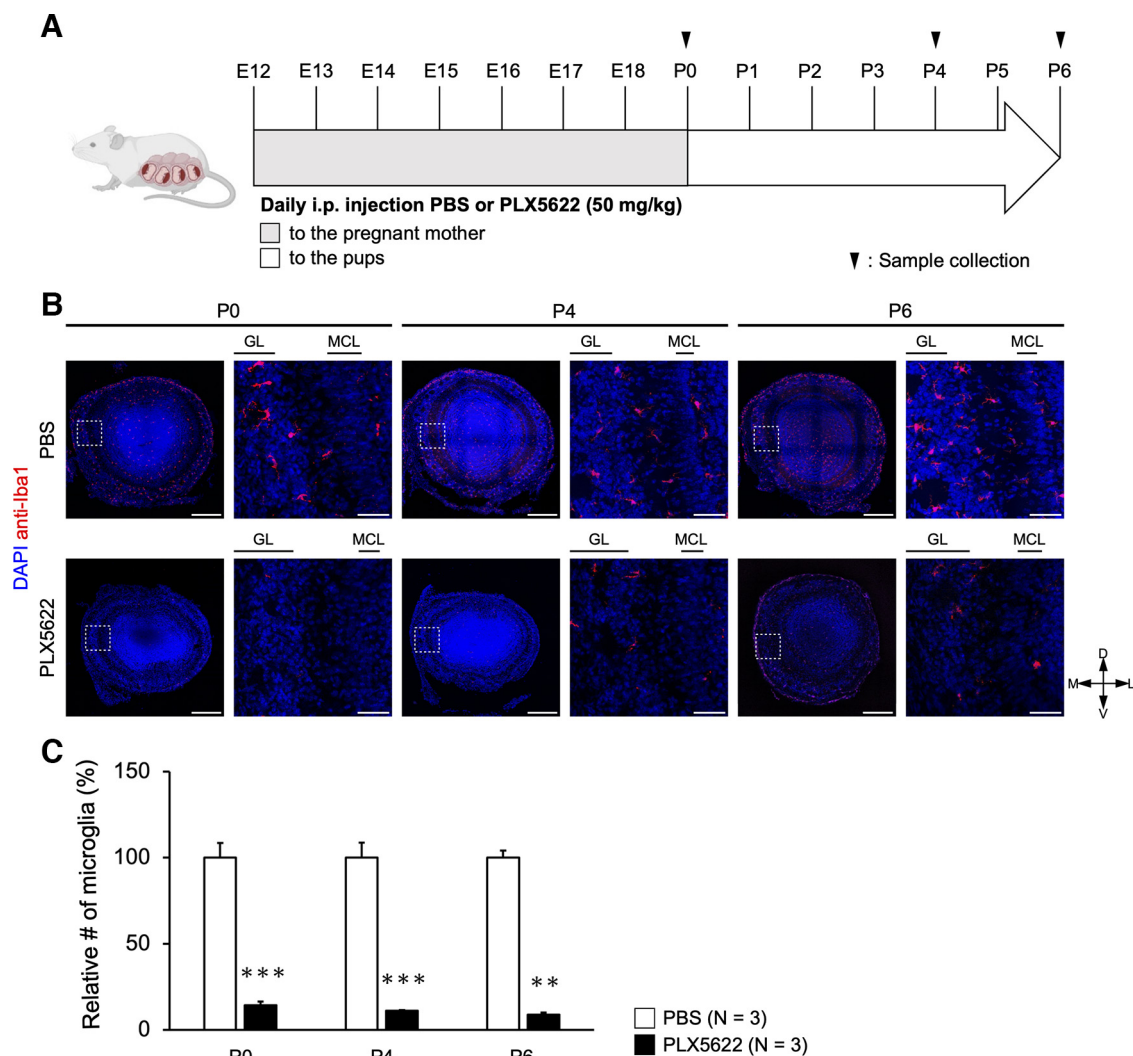 A
E12 E13 E14 E15 E16 E17 E18 P0 P1 P2 P3 P4 P5 P6
Daily i.p. injection PBS or PLX5622 (50 mg/kg)
to the pregnant mother
to the pups
: Sample collection
B
P0 P4 P6
GL MCL GL MCL GL MCL
PBS
DAPI anti-Iba1
GL MCL GL MCL GL MCL
PLX5622
D
M L
V
C
Relative # of microglia (%)
150
100
50
0
*** *** **
P0 P4 P6
PBS (N = 3)
PLX5622 (N = 3)